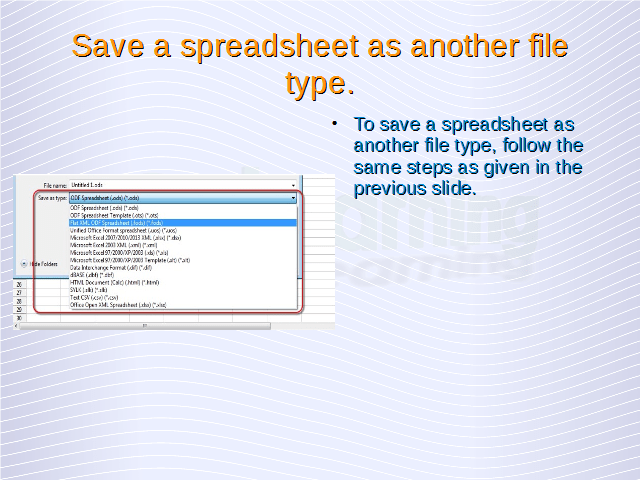 Save a spreadsheet as another file
type.
• To save a spreadsheet as
another file type, follow the
same steps as given in the
previous slide.
File name: Untitled 1.ods
Save as type: ODF Spreadsheet (.ods) (*.ods)
ODF Spreadsheet (.ods) (*.ods)
ODF Spreadsheet Template (.ots) (*.ots)
Flat XML ODF Spreadsheet (.fods) (*.fods)
Unified Office Format spreadsheet (.uos) (*.uos)
Microsoft Excel 2007/2010/2013 XML (.xlsx) (*.xlsx)
Microsoft Excel 2003 XML (.xml) (*.xml)
Microsoft Excel 97/2000/XP/2003 (.xls) (*.xls)
Microsoft Excel 97/2000/XP/2003 Template (.xlt) (*.xlt)
Data Interchange Format (.dif) (*.dif)
dBASE (.dbf) (*.dbf)
HTML Document (Calc) (.html) (*.html)
SYLK (.slk) (*.slk)
Text CSV (.csv) (*.csv)
Office Open XML Spreadsheet (.xlsx) (*.xlsx)
Hide Folders
26
27
28
29
30